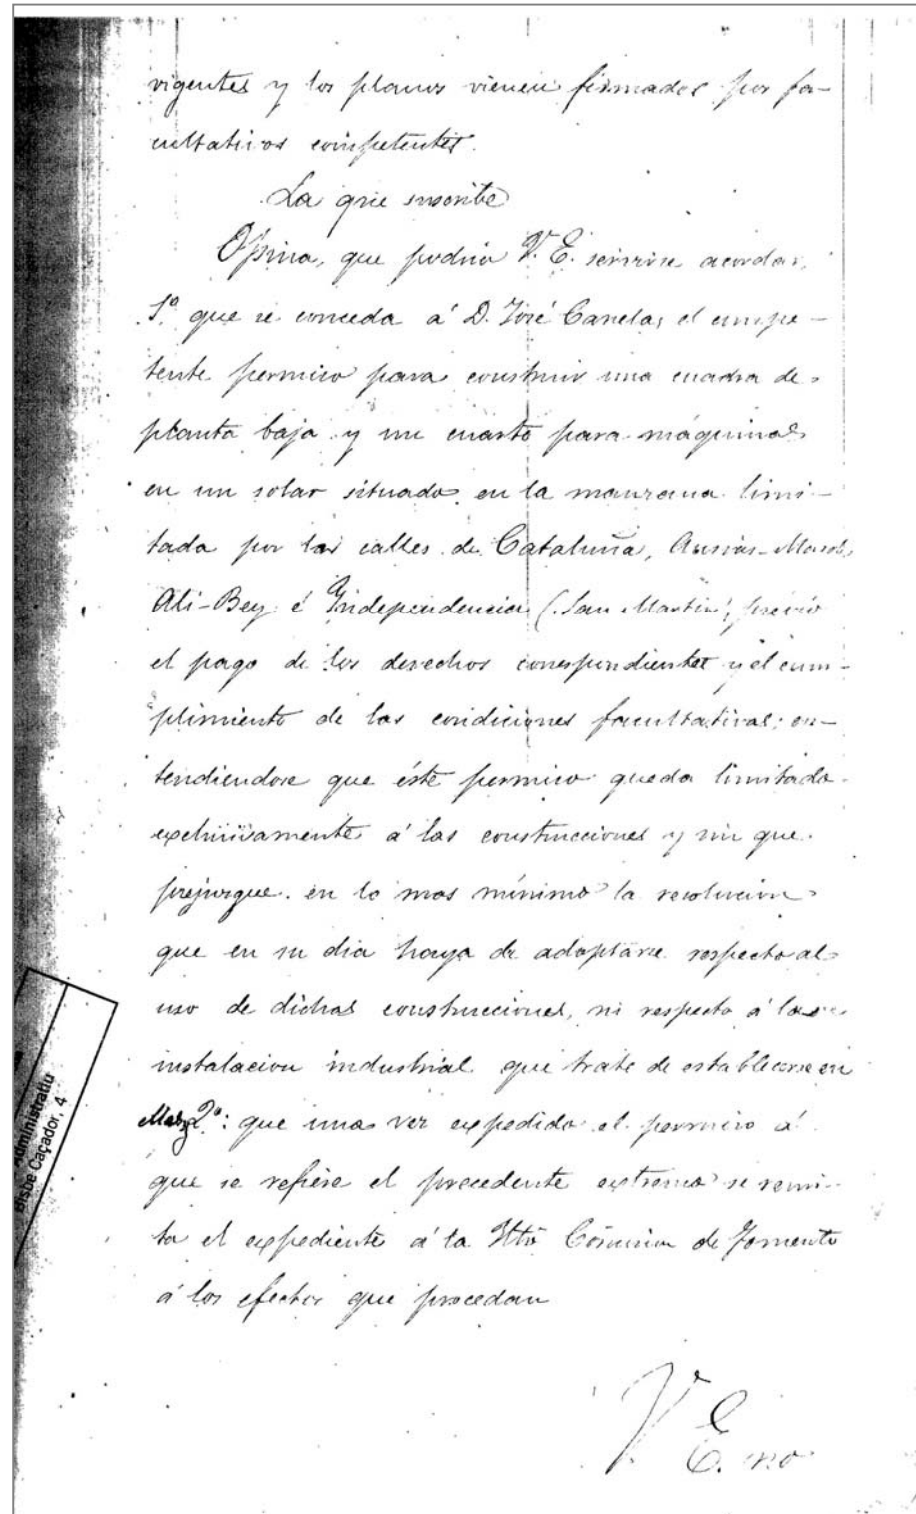 vigentes y los planos vienen firmados por fa-
cultativos competentes.
La que suscribe
Opina, que podria V. E. servirse acordar,
1º que se conceda á D. José Canela, el compe-
tente permiso para construir una cuadra de
planta baja y un cuarto para máquinas
en un solar situado en la manzana limi-
tada por las calles de Cataluña, Ausias-March,
Ali-Bey é Independencia (San Martin), previo
el pago de los derechos correspondientes y el cum-
plimiento de las condiciones facultativas; en-
tendiendose que éste permiso queda limitado
exclusivamente á las construcciones y sin que
prejuzgue en lo mas mínimo la resolucion
que en su dia haya de adoptarse respecto al
uso de dichas construcciones, ni respecto á la
instalacion industrial que trate de establecerse en
2º: que una vez expedido el permiso á
que se refiere el precedente extremo se remi-
ta el expediente á la Iltre Comision de Fomento
á los efectos que procedan
V. E.
Administratiu
Bisbe Caçador, 4